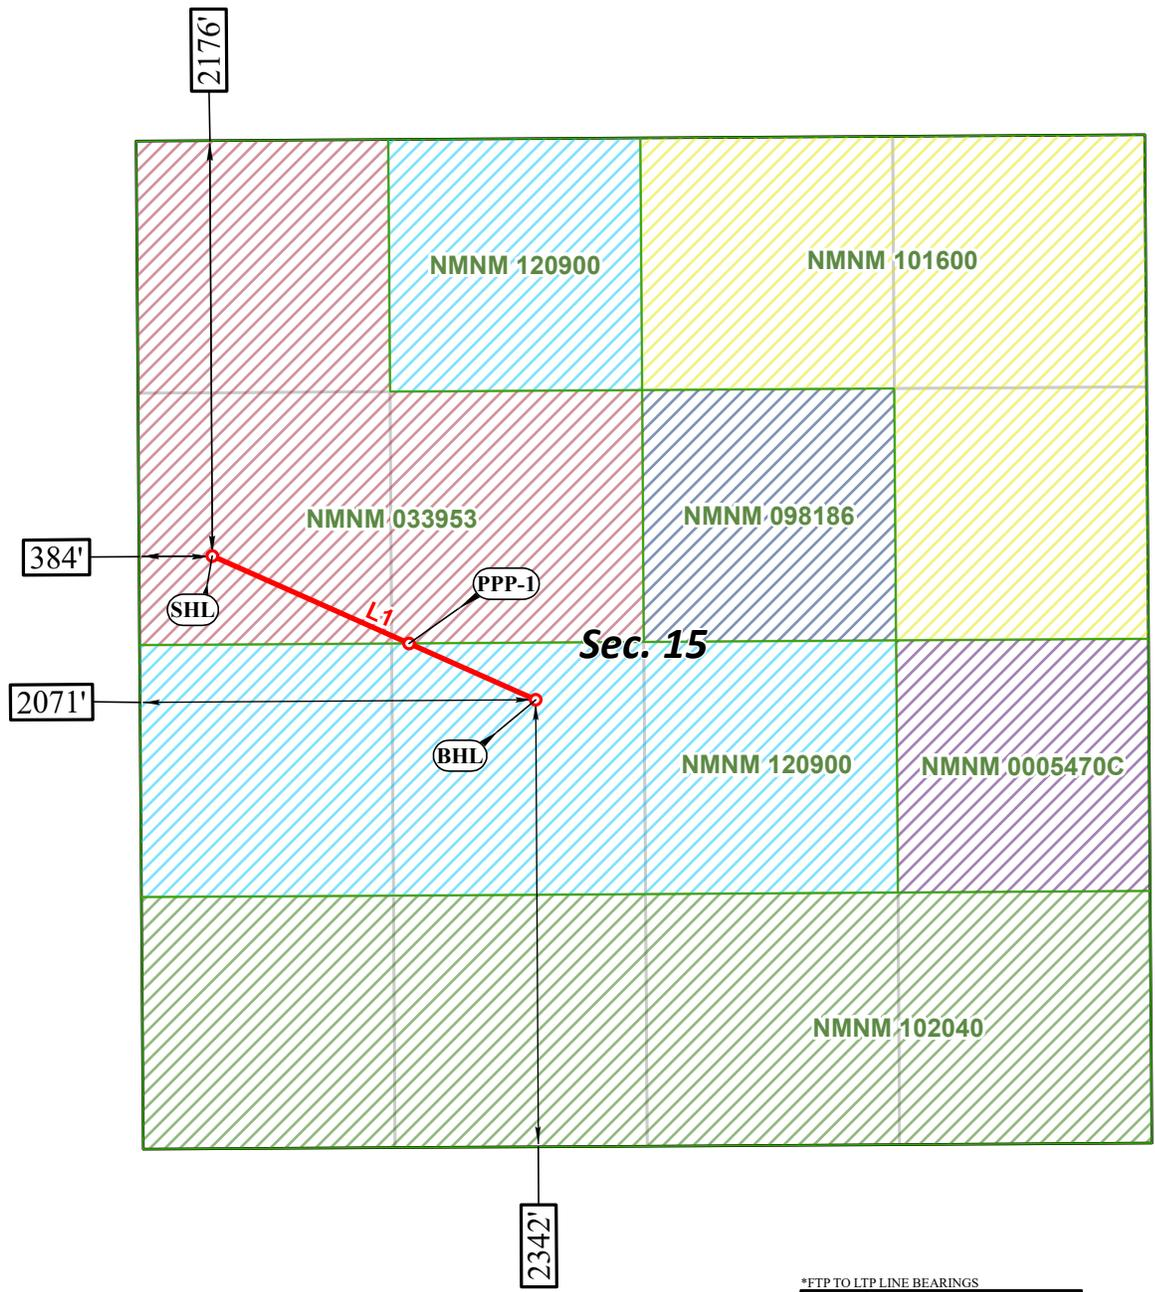 2176'
NMNM 120900
NMNM 101600
NMNM 033953
NMNM 098186
384'
PPP-1
SHL
L1
Sec. 15
2071'
BHL
NMNM 120900
NMNM 0005470C
NMNM 102040
2342'
*FTP TO LTP LINE BEARINGS